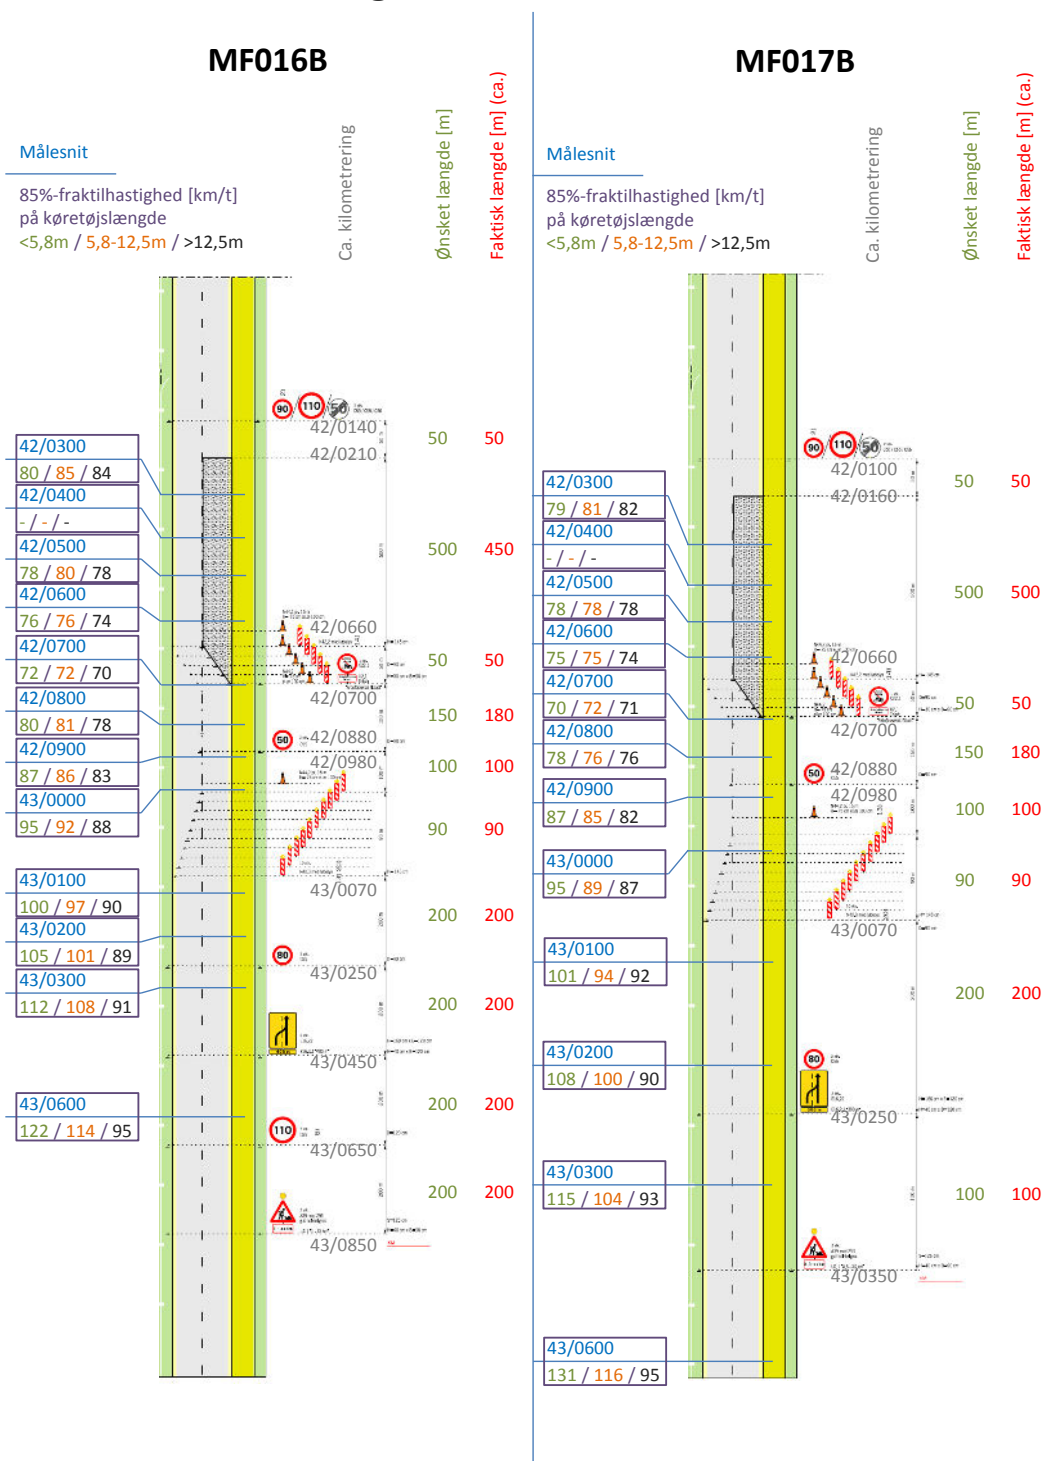 MF016B
Målesnit
85%-fraktilhastighed [km/t]
på køretøjslængde
<5,8m / 5,8-12,5m / >12,5m
Ca. kilometrering
Ønsket længde [m]
Faktisk længde [m] (ca.)
90 110 50
42/0140
50 50
42/0210
42/0300
80 / 85 / 84
42/0400
- / - / -
42/0500
78 / 80 / 78
500 450
42/0600
76 / 76 / 74
42/0660
42/0700
72 / 72 / 70
50 50
42/0700
42/0800
80 / 81 / 78
150 180
50
42/0880
42/0900
87 / 86 / 83
42/0980
100 100
43/0000
95 / 92 / 88
90 90
43/0070
43/0100
100 / 97 / 90
200 200
43/0200
105 / 101 / 89
80
43/0250
43/0300
112 / 108 / 91
200 200
43/0450
43/0600
122 / 114 / 95
200 200
110
43/0650
200 200
43/0850
MF017B
Målesnit
85%-fraktilhastighed [km/t]
på køretøjslængde
<5,8m / 5,8-12,5m / >12,5m
Ca. kilometrering
Ønsket længde [m]
Faktisk længde [m] (ca.)
90 110 50
42/0100
50 50
42/0160
42/0300
79 / 81 / 82
42/0400
- / - / -
42/0500
78 / 78 / 78
500 500
42/0600
75 / 75 / 74
42/0660
42/0700
70 / 72 / 71
50 50
42/0700
42/0800
78 / 76 / 76
150 180
50
42/0880
42/0900
87 / 85 / 82
42/0980
100 100
43/0000
95 / 89 / 87
90 90
43/0070
43/0100
101 / 94 / 92
200 200
43/0200
108 / 100 / 90
80
43/0250
43/0300
115 / 104 / 93
100 100
43/0350
43/0600
131 / 116 / 95